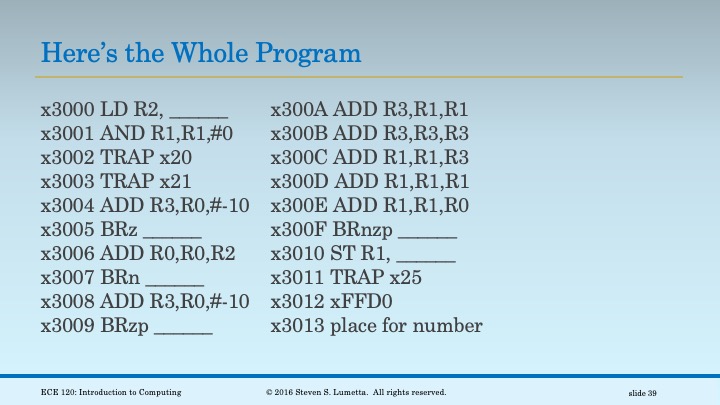 Here’s the Whole Program
x3000 LD R2, ______
x3001 AND R1,R1,#0
x3002 TRAP x20
x3003 TRAP x21
x3004 ADD R3,R0,#-10
x3005 BRz ______
x3006 ADD R0,R0,R2
x3007 BRn ______
x3008 ADD R3,R0,#-10
x3009 BRzp ______
x300A ADD R3,R1,R1
x300B ADD R3,R3,R3
x300C ADD R1,R1,R3
x300D ADD R1,R1,R1
x300E ADD R1,R1,R0
x300F BRnzp ______
x3010 ST R1, ______
x3011 TRAP x25
x3012 xFFD0
x3013 place for number
ECE 120: Introduction to Computing
© 2016 Steven S. Lumetta. All rights reserved.
slide 39